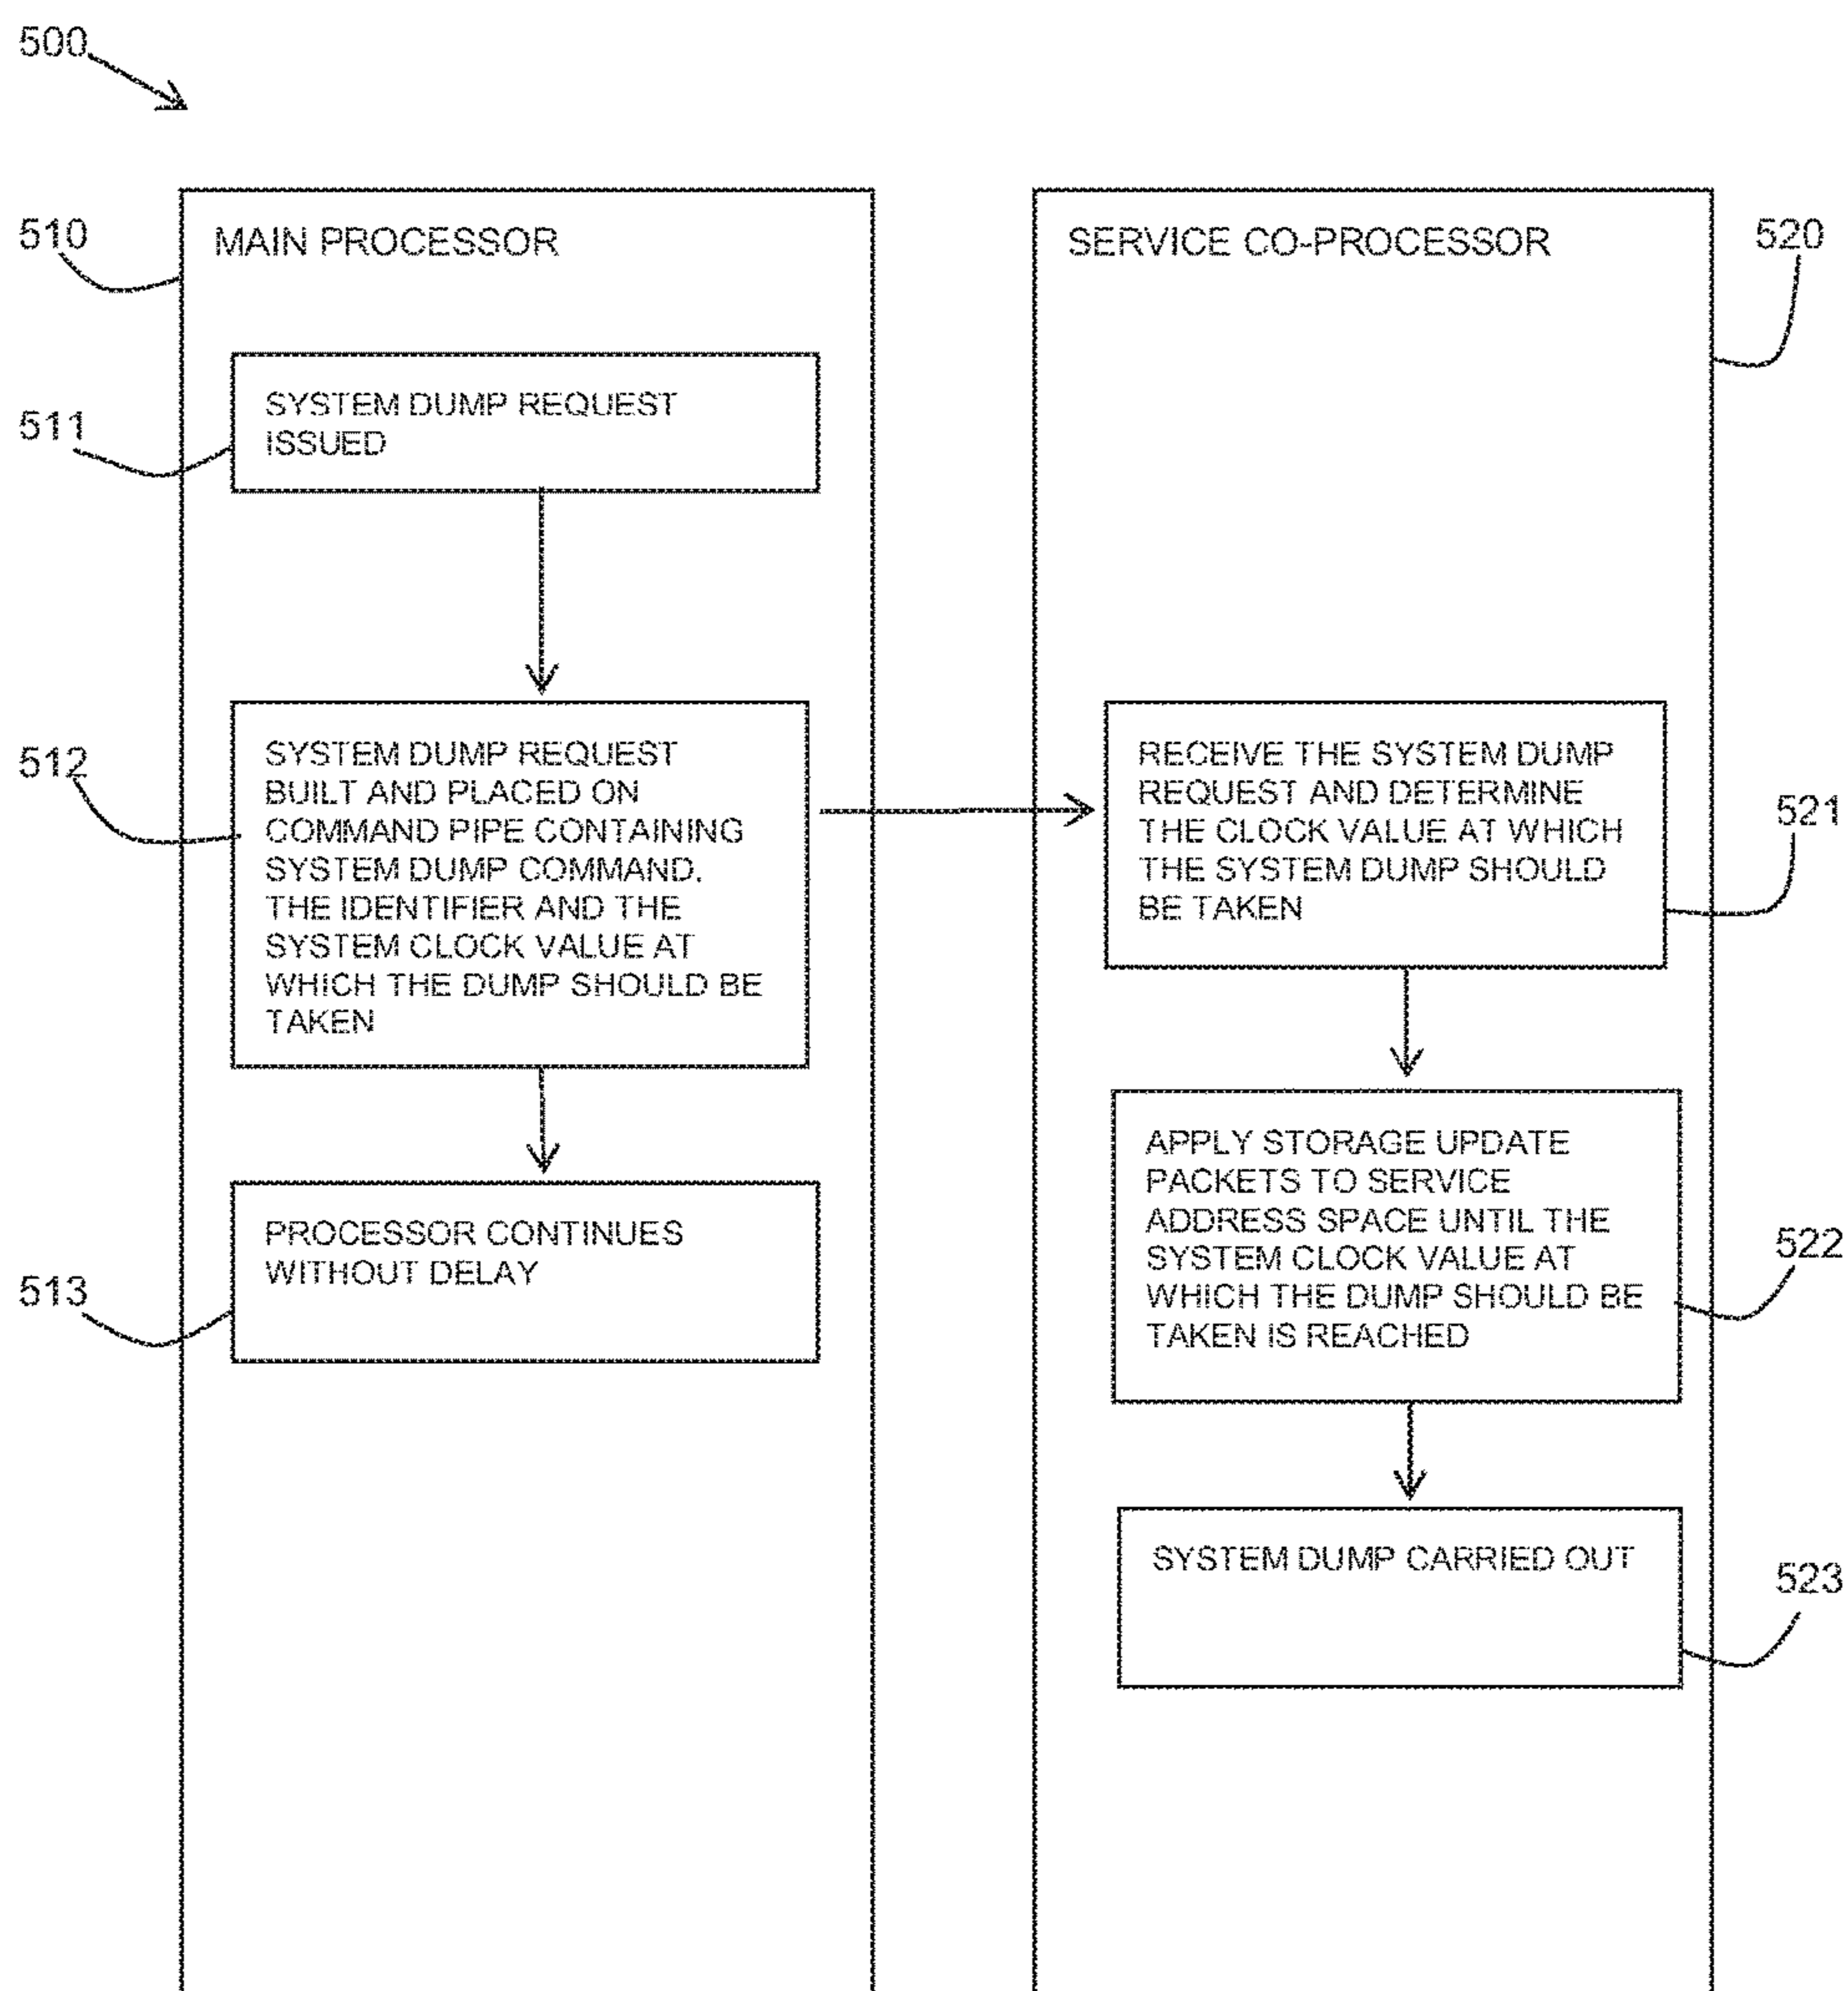 500
510
MAIN PROCESSOR
511
SYSTEM DUMP REQUEST
ISSUED
512
SYSTEM DUMP REQUEST
BUILT AND PLACED ON
COMMAND PIPE CONTAINING
SYSTEM DUMP COMMAND,
THE IDENTIFIER AND THE
SYSTEM CLOCK VALUE AT
WHICH THE DUMP SHOULD BE
TAKEN
513
PROCESSOR CONTINUES
WITHOUT DELAY
SERVICE CO-PROCESSOR
520
RECEIVE THE SYSTEM DUMP
REQUEST AND DETERMINE
THE CLOCK VALUE AT WHICH
THE SYSTEM DUMP SHOULD
BE TAKEN
521
APPLY STORAGE UPDATE
PACKETS TO SERVICE
ADDRESS SPACE UNTIL THE
SYSTEM CLOCK VALUE AT
WHICH THE DUMP SHOULD BE
TAKEN IS REACHED
522
SYSTEM DUMP CARRIED OUT
523